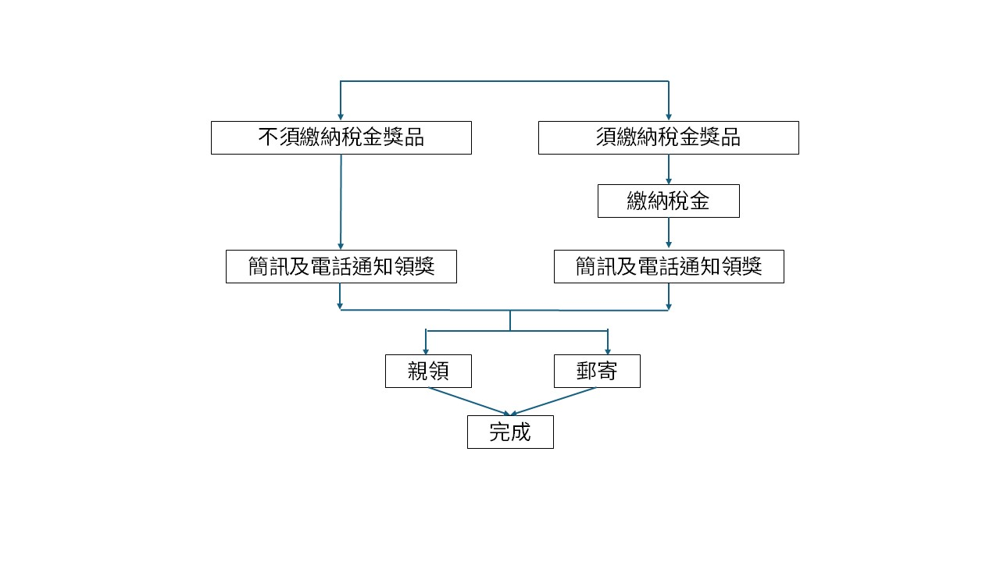 不須繳納稅金獎品
須繳納稅金獎品
繳納稅金
簡訊及電話通知領獎
簡訊及電話通知領獎
親領
郵寄
完成